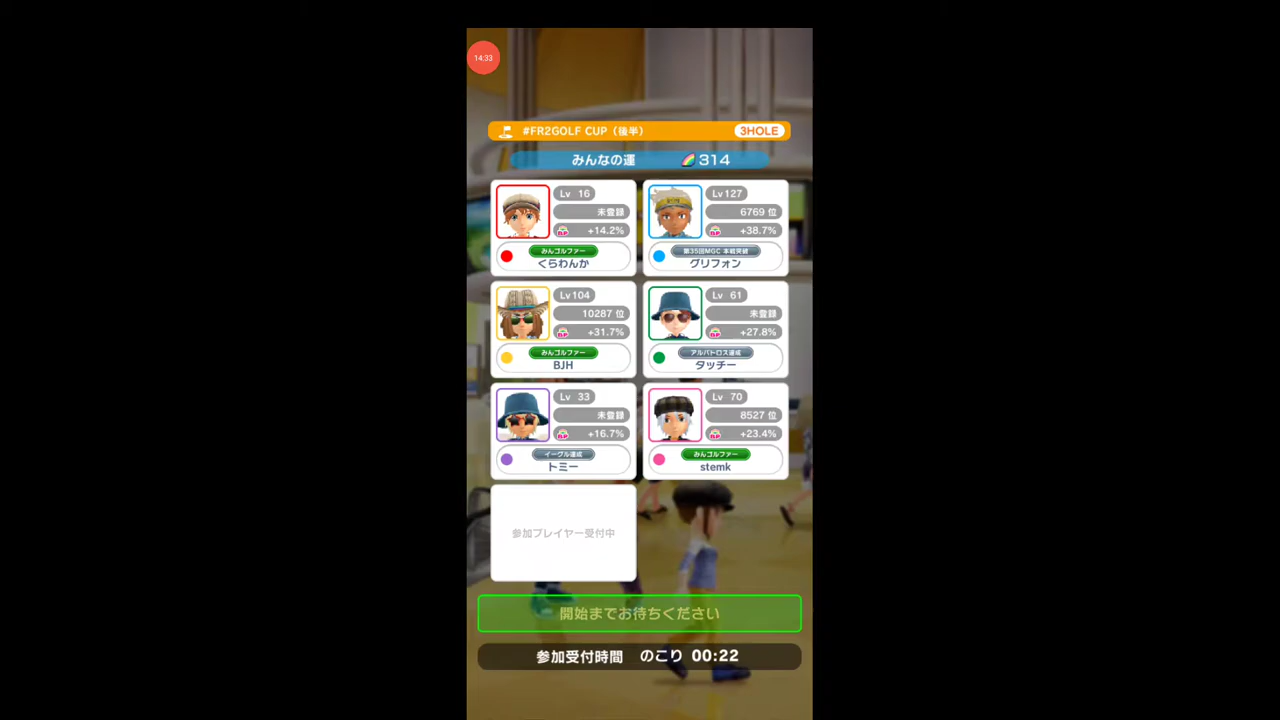 14:33
#FR2GOLF CUP（後半） 3HOLE
みんなの運 314
Lv 16
未登録
+14.2%
みんゴルファー
くらわんか
Lv 127
6769 位
+38.7%
第35回MGC 本戦突破
グリフォン
Lv 104
10287 位
+31.7%
みんゴルファー
BJH
Lv 61
未登録
+27.8%
アルバトロス達成
タッチー
Lv 33
未登録
+16.7%
イーグル達成
トミー
Lv 70
8527 位
+23.4%
みんゴルファー
stemk
参加プレイヤー受付中
開始までお待ちください
参加受付時間 のこり 00:22